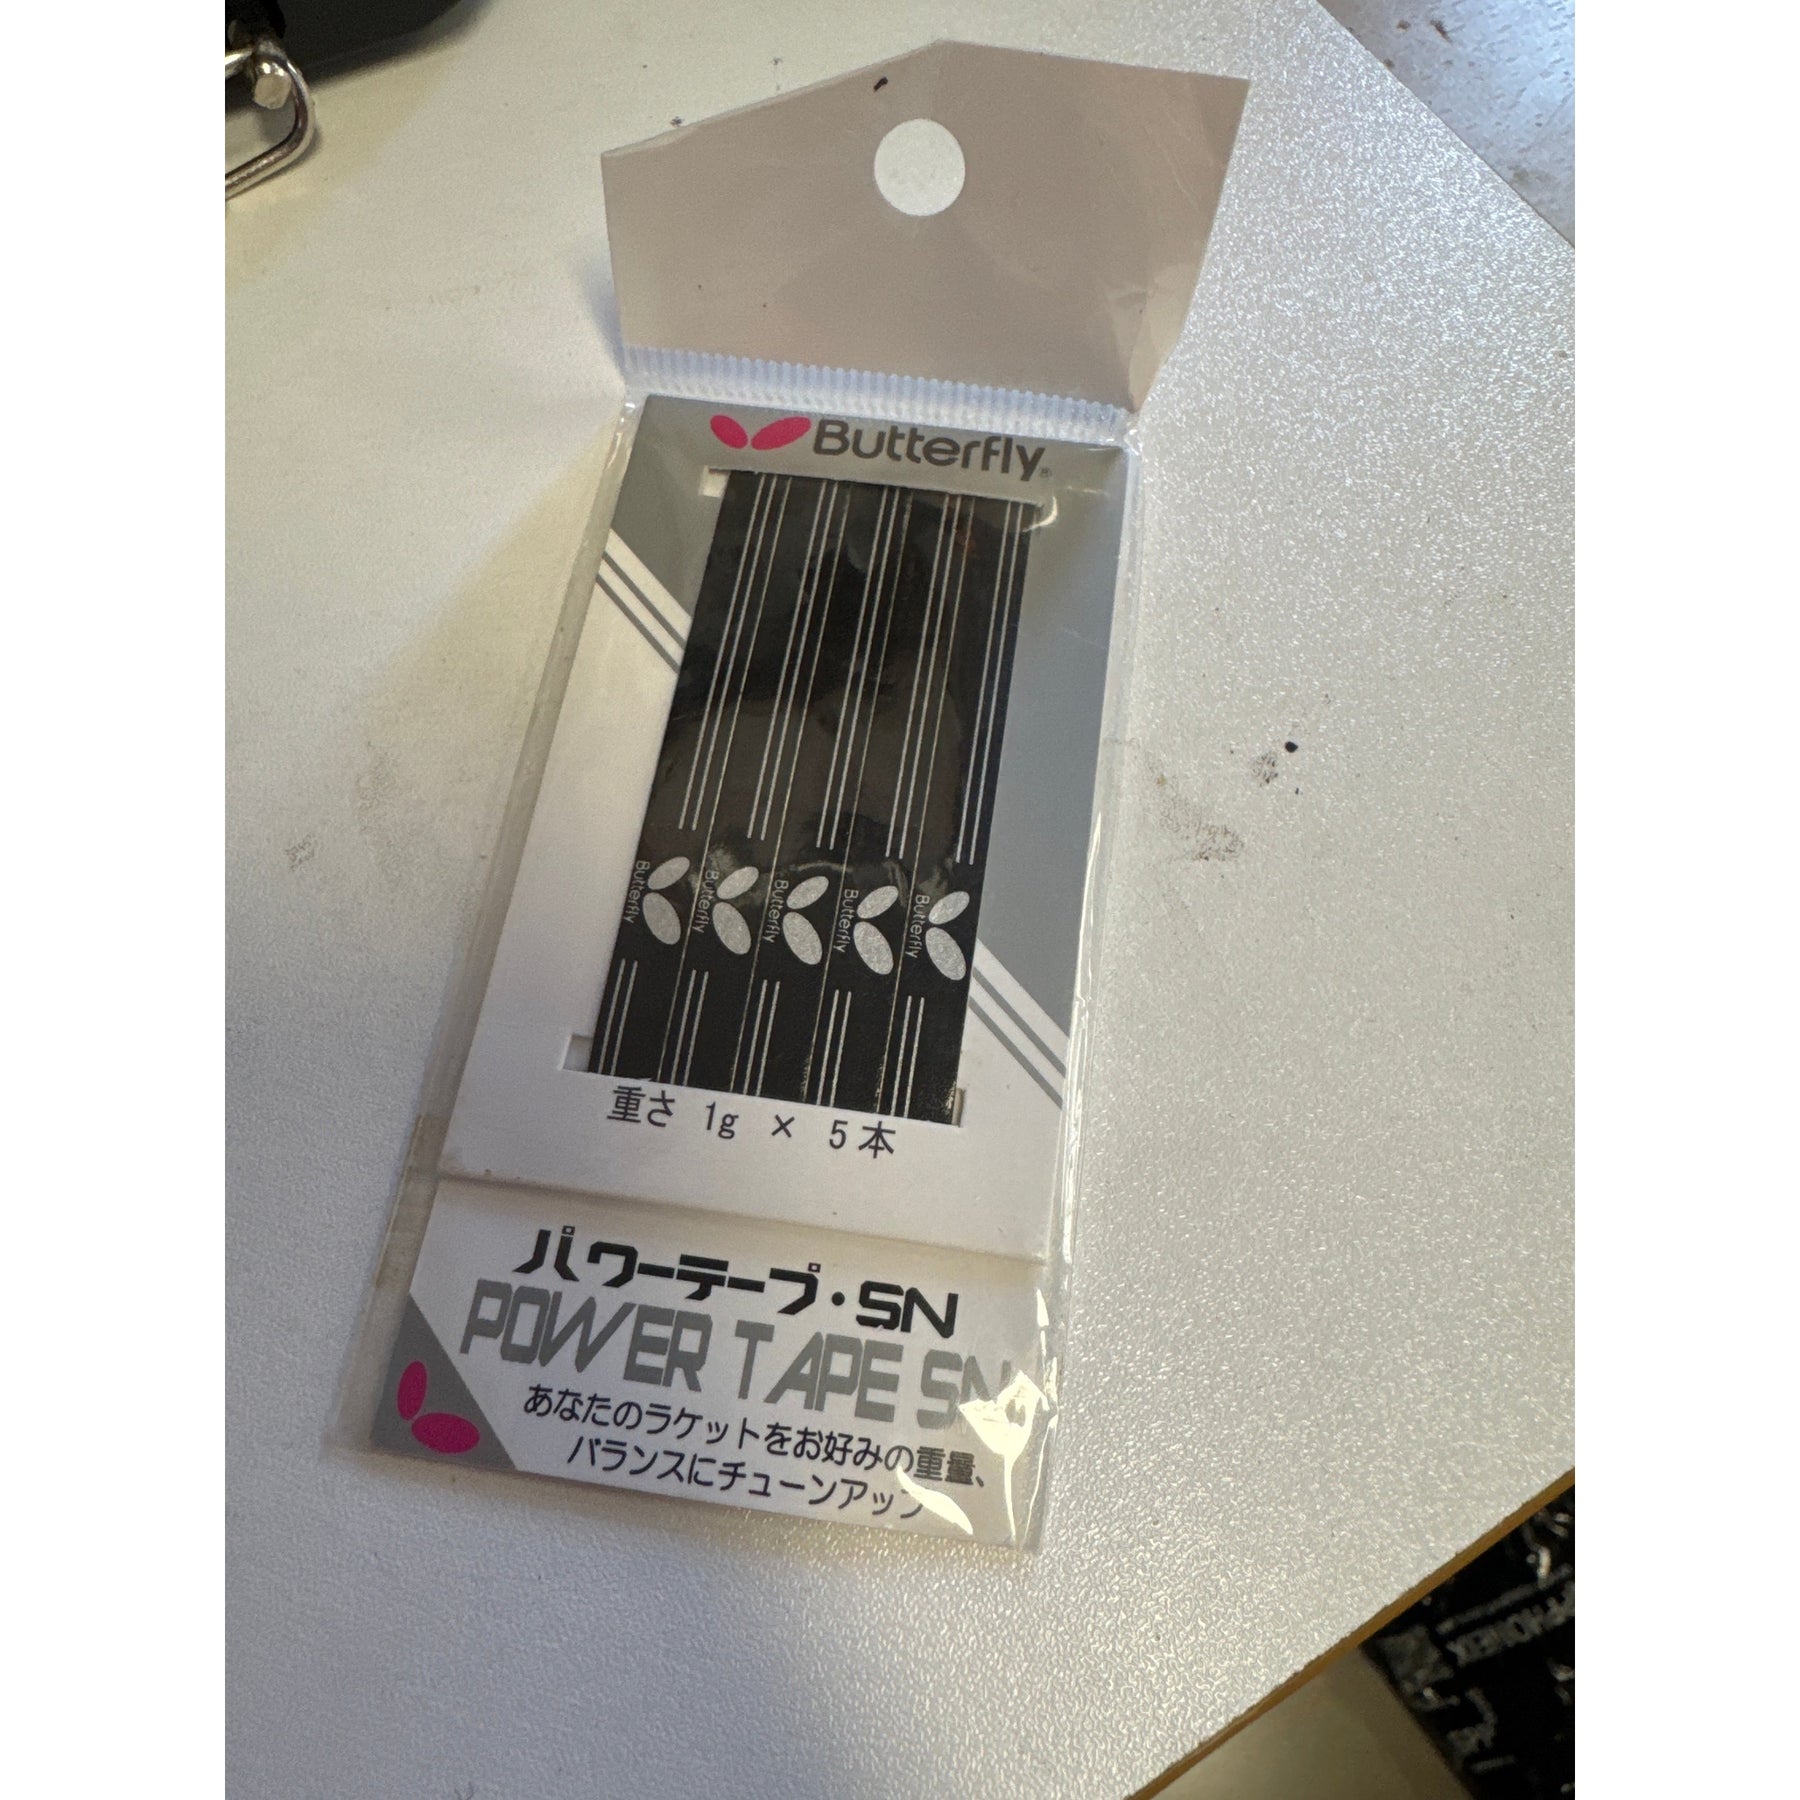 Butterfly®
Butterfly
Butterfly
Butterfly
Butterfly
Butterfly
重さ 1g × 5本
パワーテープ・SN
POWER TAPE SN
あなたのラケットをお好みの重量、
バランスにチューンアップ